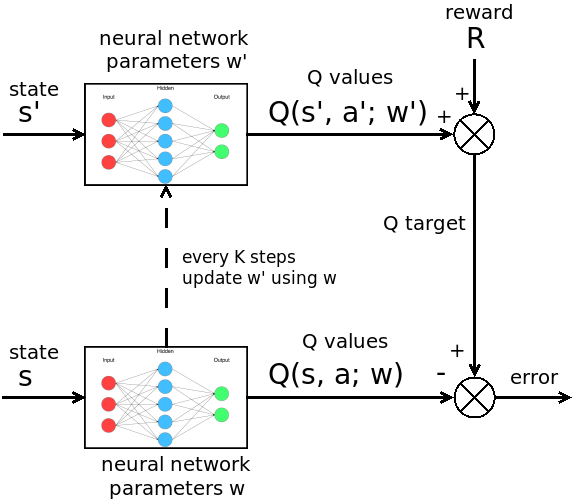 reward
R
neural network
parameters w'
Input
Hidden
Output
state
s'
Q values
Q(s', a'; w')
+
+
Q target
every K steps
update w' using w
state
s
Input
Hidden
Output
Q values
Q(s, a; w)
+
-
error
neural network
parameters w